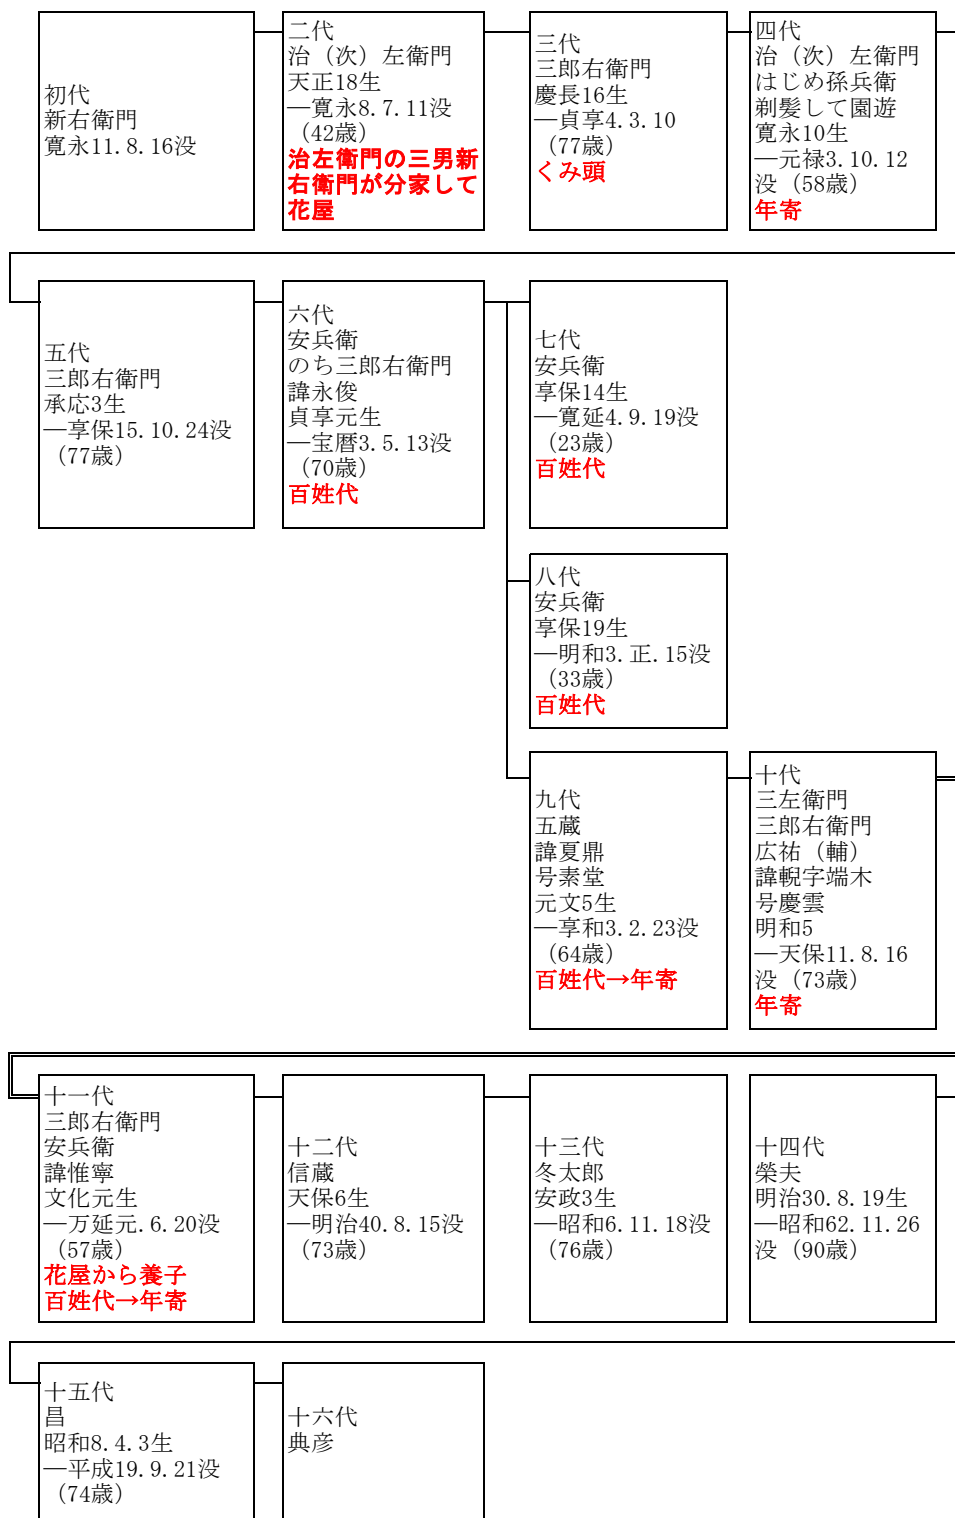 初代
新右衛門
寛永11.8.16没
二代
治（次）左衛門
天正18生
―寛永8.7.11没
（42歳）
治左衛門の三男新
右衛門が分家して
花屋
三代
三郎右衛門
慶長16生
―貞享4.3.10
（77歳）
くみ頭
四代
治（次）左衛門
はじめ孫兵衛
剃髪して園遊
寛永10生
―元禄3.10.12
没（58歳）
年寄
五代
三郎右衛門
承応3生
―享保15.10.24没
（77歳）
六代
安兵衛
のち三郎右衛門
諱永俊
貞享元生
―宝暦3.5.13没
（70歳）
百姓代
七代
安兵衛
享保14生
―寛延4.9.19没
（23歳）
百姓代
八代
安兵衛
享保19生
―明和3.正.15没
（33歳）
百姓代
九代
五蔵
諱夏鼎
号素堂
元文5生
―享和3.2.23没
（64歳）
百姓代→年寄
十代
三左衛門
三郎右衛門
広祐（輔）
諱輗字端木
号慶雲
明和5
―天保11.8.16
没（73歳）
年寄
十一代
三郎右衛門
安兵衛
諱惟寧
文化元生
―万延元.6.20没
（57歳）
花屋から養子
百姓代→年寄
十二代
信蔵
天保6生
―明治40.8.15没
（73歳）
十三代
冬太郎
安政3生
―昭和6.11.18没
（76歳）
十四代
榮夫
明治30.8.19生
―昭和62.11.26
没（90歳）
十五代
昌
昭和8.4.3生
―平成19.9.21没
（74歳）
十六代
典彦